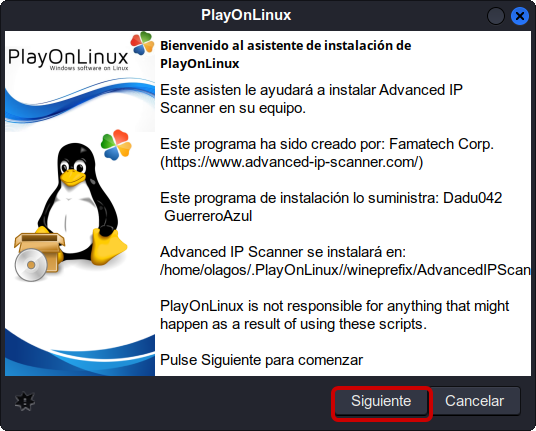 PlayOnLinux
PlayOnLinux
Windows software on Linux
Bienvenido al asistente de instalación de
PlayOnLinux
Este asisten le ayudará a instalar Advanced IP
Scanner en su equipo.
Este programa ha sido creado por: Famatech Corp.
(https://www.advanced-ip-scanner.com/)
Este programa de instalación lo suministra: Dadu042
GuerreroAzul
Advanced IP Scanner se instalará en:
/home/olagos/.PlayOnLinux//wineprefix/AdvancedIPScan
PlayOnLinux is not responsible for anything that might
happen as a result of using these scripts.
Pulse Siguiente para comenzar
Siguiente
Cancelar